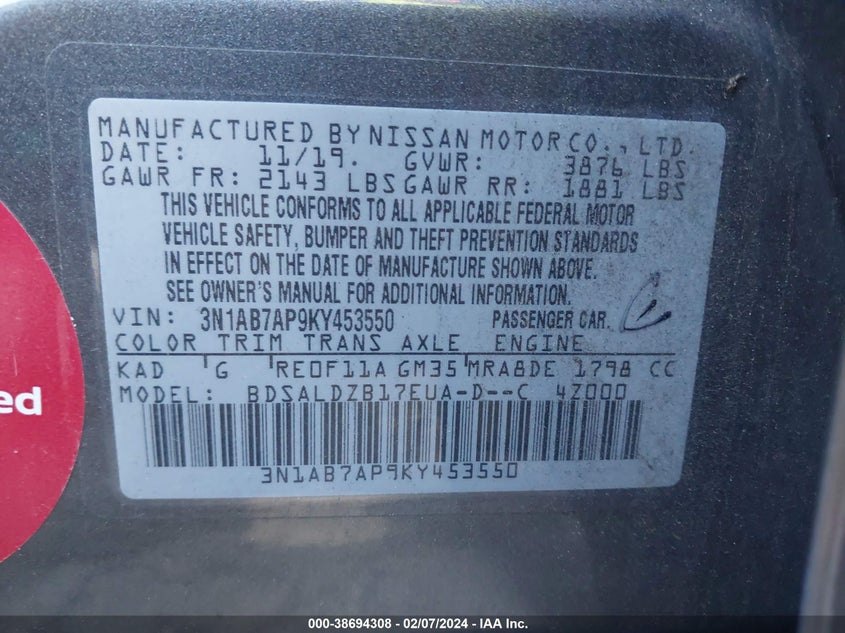 MANUFACTURED BY NISSAN MOTOR CO., LTD.
DATE: 11/19. GVWR: 3876 LBS
GAWR FR: 2143 LBS GAWR RR: 1881 LBS
THIS VEHICLE CONFORMS TO ALL APPLICABLE FEDERAL MOTOR
VEHICLE SAFETY, BUMPER AND THEFT PREVENTION STANDARDS
IN EFFECT ON THE DATE OF MANUFACTURE SHOWN ABOVE.
SEE OWNER'S MANUAL FOR ADDITIONAL INFORMATION.
VIN: 3N1AB7AP9KY453550 PASSENGER CAR.
COLOR TRIM TRANS AXLE ENGINE
KAD G RE0F11A GM35 MRA8DE 1798 CC
MODEL: BDSALDZB17EUA-D--C 4Z000
3N1AB7AP9KY453550
ed
000-38694308 - 02/07/2024 - IAA Inc.